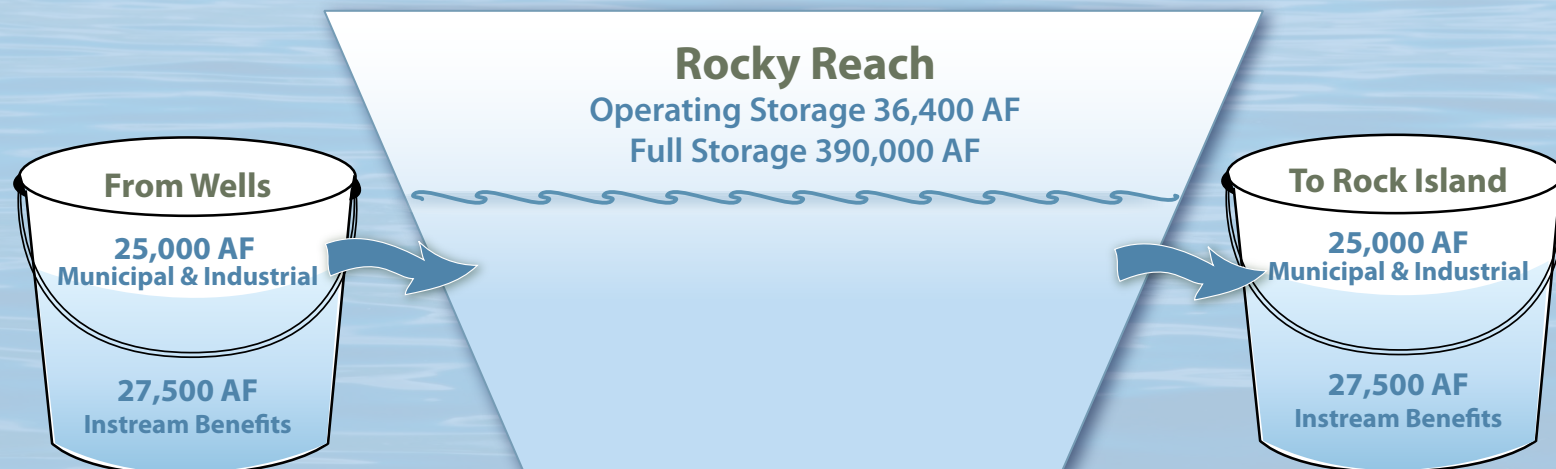 Rocky Reach
Operating Storage 36,400 AF
Full Storage 390,000 AF
From Wells
25,000 AF
Municipal & Industrial
27,500 AF
Instream Benefits
To Rock Island
25,000 AF
Municipal & Industrial
27,500 AF
Instream Benefits